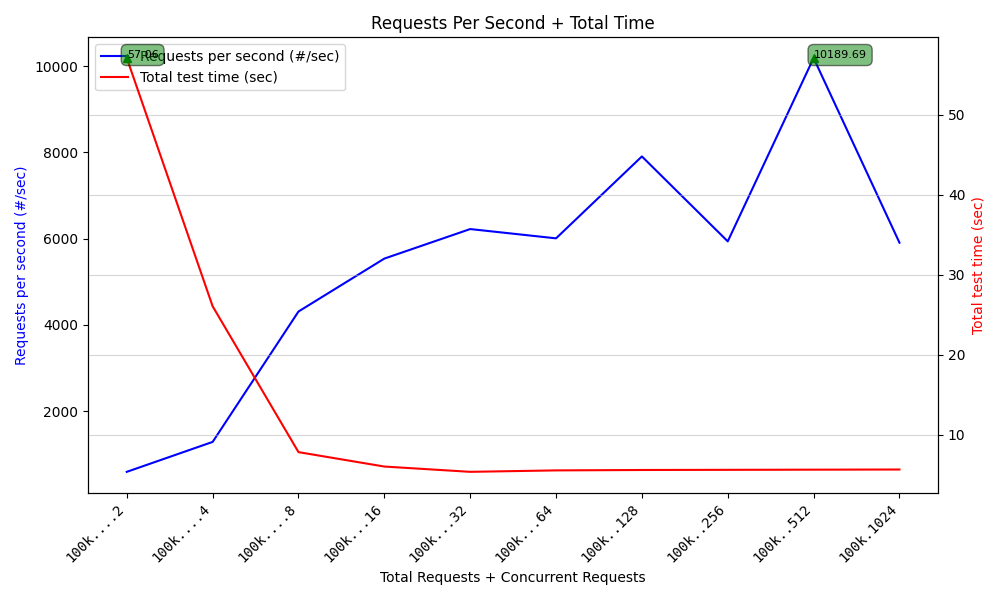 Requests Per Second + Total Time
Requests per second (#/sec)
Total test time (sec)
57.06
10189.69
10000
8000
6000
4000
2000
Requests per second (#/sec)
50
40
30
20
10
Total test time (sec)
100k....2
100k....4
100k....8
100k...16
100k...32
100k...64
100k..128
100k..256
100k..512
100k.1024
Total Requests + Concurrent Requests